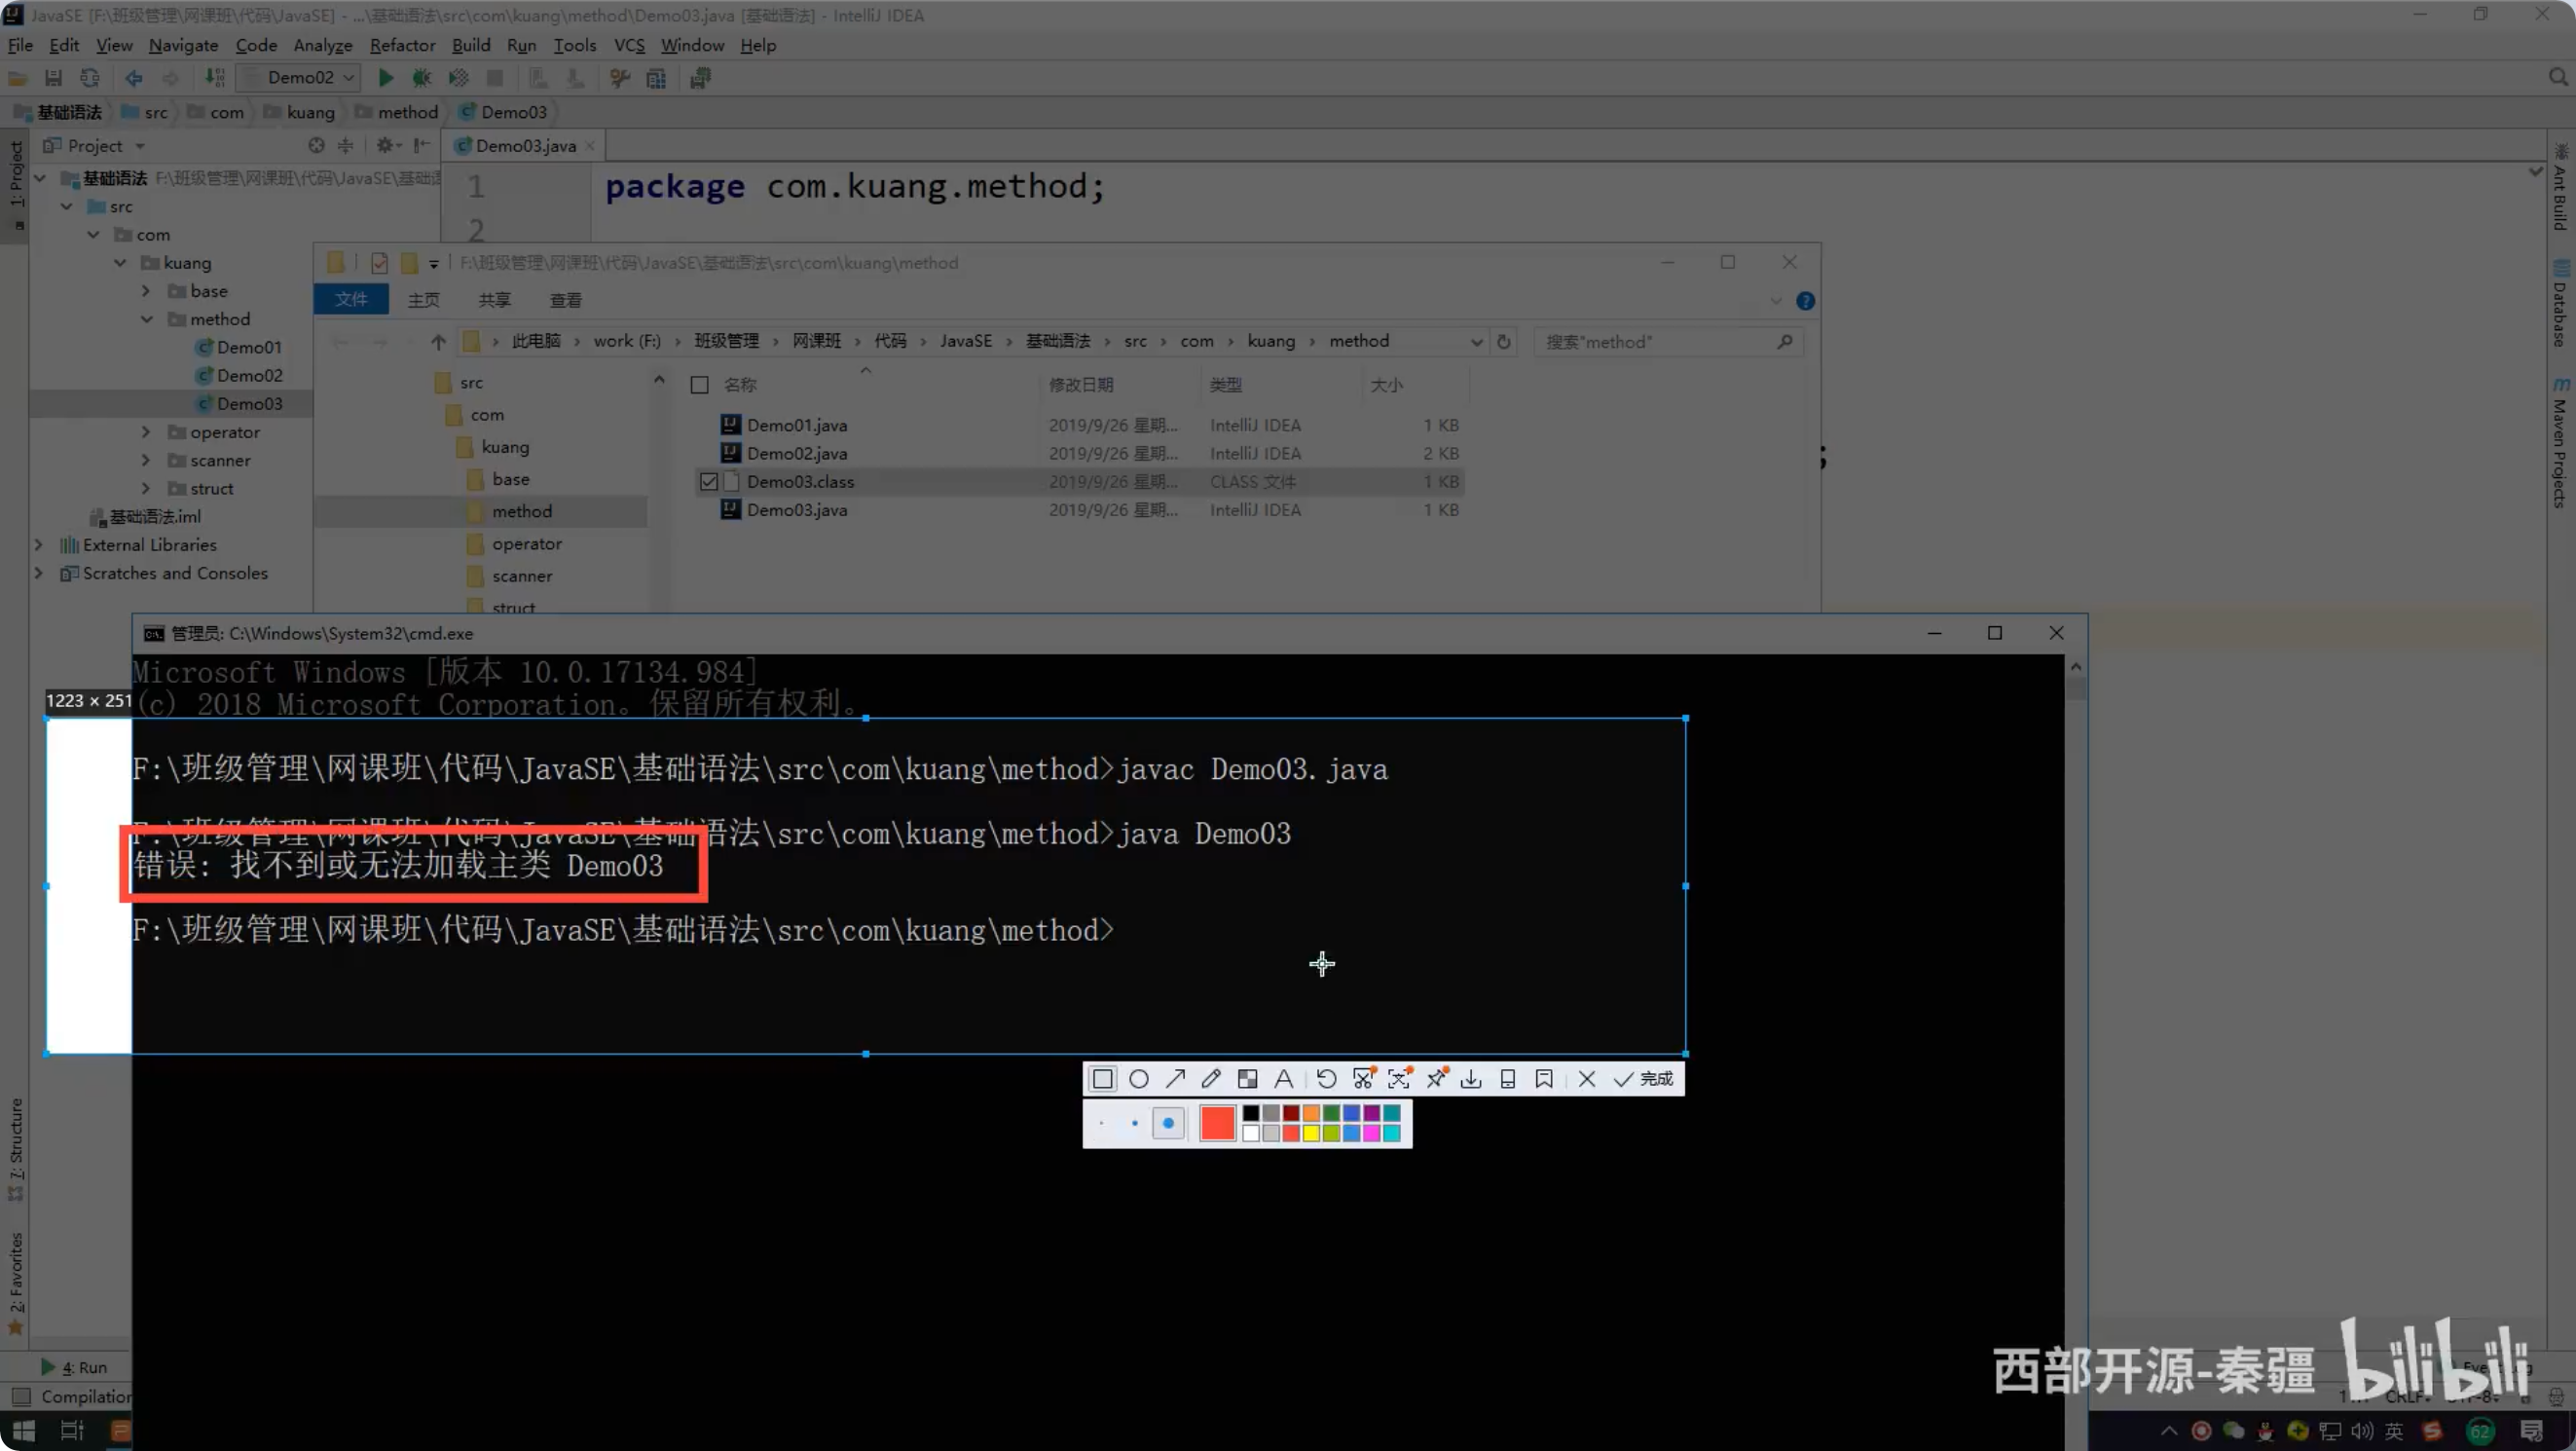 JavaSE [F:\班级管理\网课班\代码\JavaSE] - ...\基础语法\src\com\kuang\method\Demo03.java [基础语法] - IntelliJ IDEA
File Edit View Navigate Code Analyze Refactor Build Run Tools VCS Window Help
Demo02
基础语法 src com kuang method Demo03
1: Project
Project
Demo03.java
基础语法 F:\班级管理\网课班\代码\JavaSE\基础语
src
com
kuang
base
method
Demo01
Demo02
Demo03
operator
scanner
struct
基础语法.iml
External Libraries
Scratches and Consoles
1 package com.kuang.method;
2
;
Ant Build
Database
Maven Projects
F:\班级管理\网课班\代码\JavaSE\基础语法\src\com\kuang\method
文件 主页 共享 查看
此电脑 work (F:) 班级管理 网课班 代码 JavaSE 基础语法 src com kuang method
搜索"method"
src
com
kuang
base
method
operator
scanner
struct
名称 修改日期 类型 大小
Demo01.java 2019/9/26 星期... IntelliJ IDEA 1 KB
Demo02.java 2019/9/26 星期... IntelliJ IDEA 2 KB
Demo03.class 2019/9/26 星期... CLASS 文件 1 KB
Demo03.java 2019/9/26 星期... IntelliJ IDEA 1 KB
管理员: C:\Windows\System32\cmd.exe
Microsoft Windows [版本 10.0.17134.984]
1223 × 251
(c) 2018 Microsoft Corporation。保留所有权利。
F:\班级管理\网课班\代码\JavaSE\基础语法\src\com\kuang\method>javac Demo03.java
F:\班级管理\网课班\代码\JavaSE\基础语法\src\com\kuang\method>java Demo03
错误: 找不到或无法加载主类 Demo03
F:\班级管理\网课班\代码\JavaSE\基础语法\src\com\kuang\method>
A 完成
7: Structure
2: Favorites
4: Run
Compilation
西部开源-秦疆 bilibili
CRLF
英
62